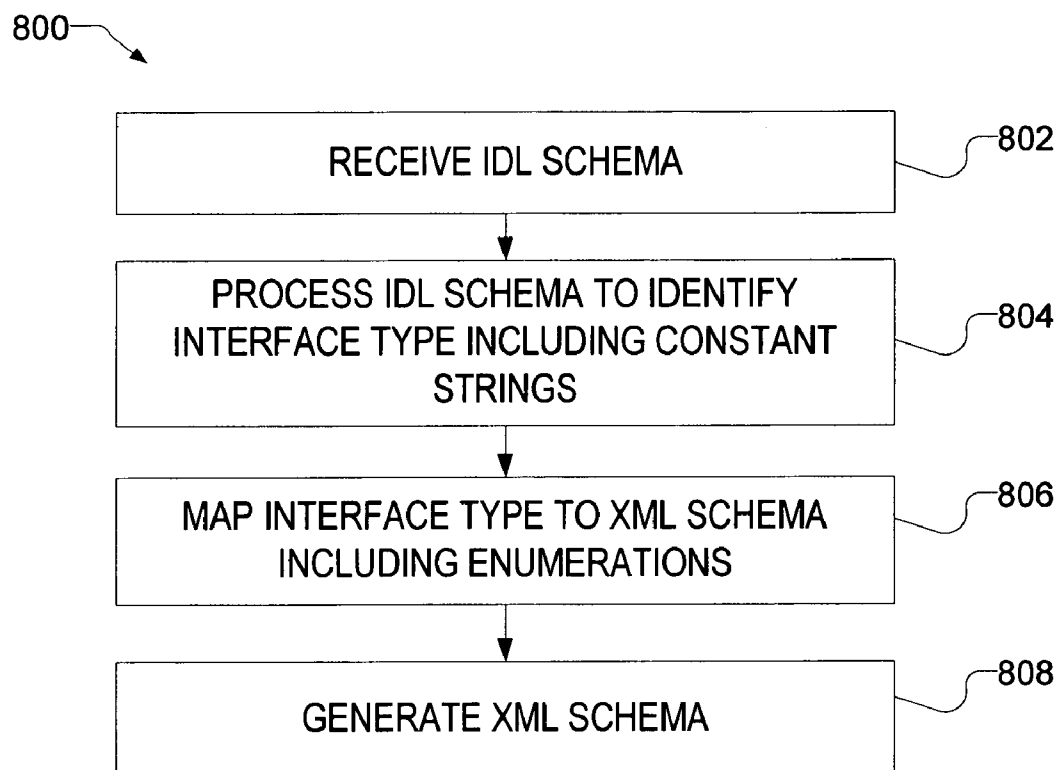 800
RECEIVE IDL SCHEMA
802
PROCESS IDL SCHEMA TO IDENTIFY
INTERFACE TYPE INCLUDING CONSTANT
STRINGS
804
MAP INTERFACE TYPE TO XML SCHEMA
INCLUDING ENUMERATIONS
806
GENERATE XML SCHEMA
808